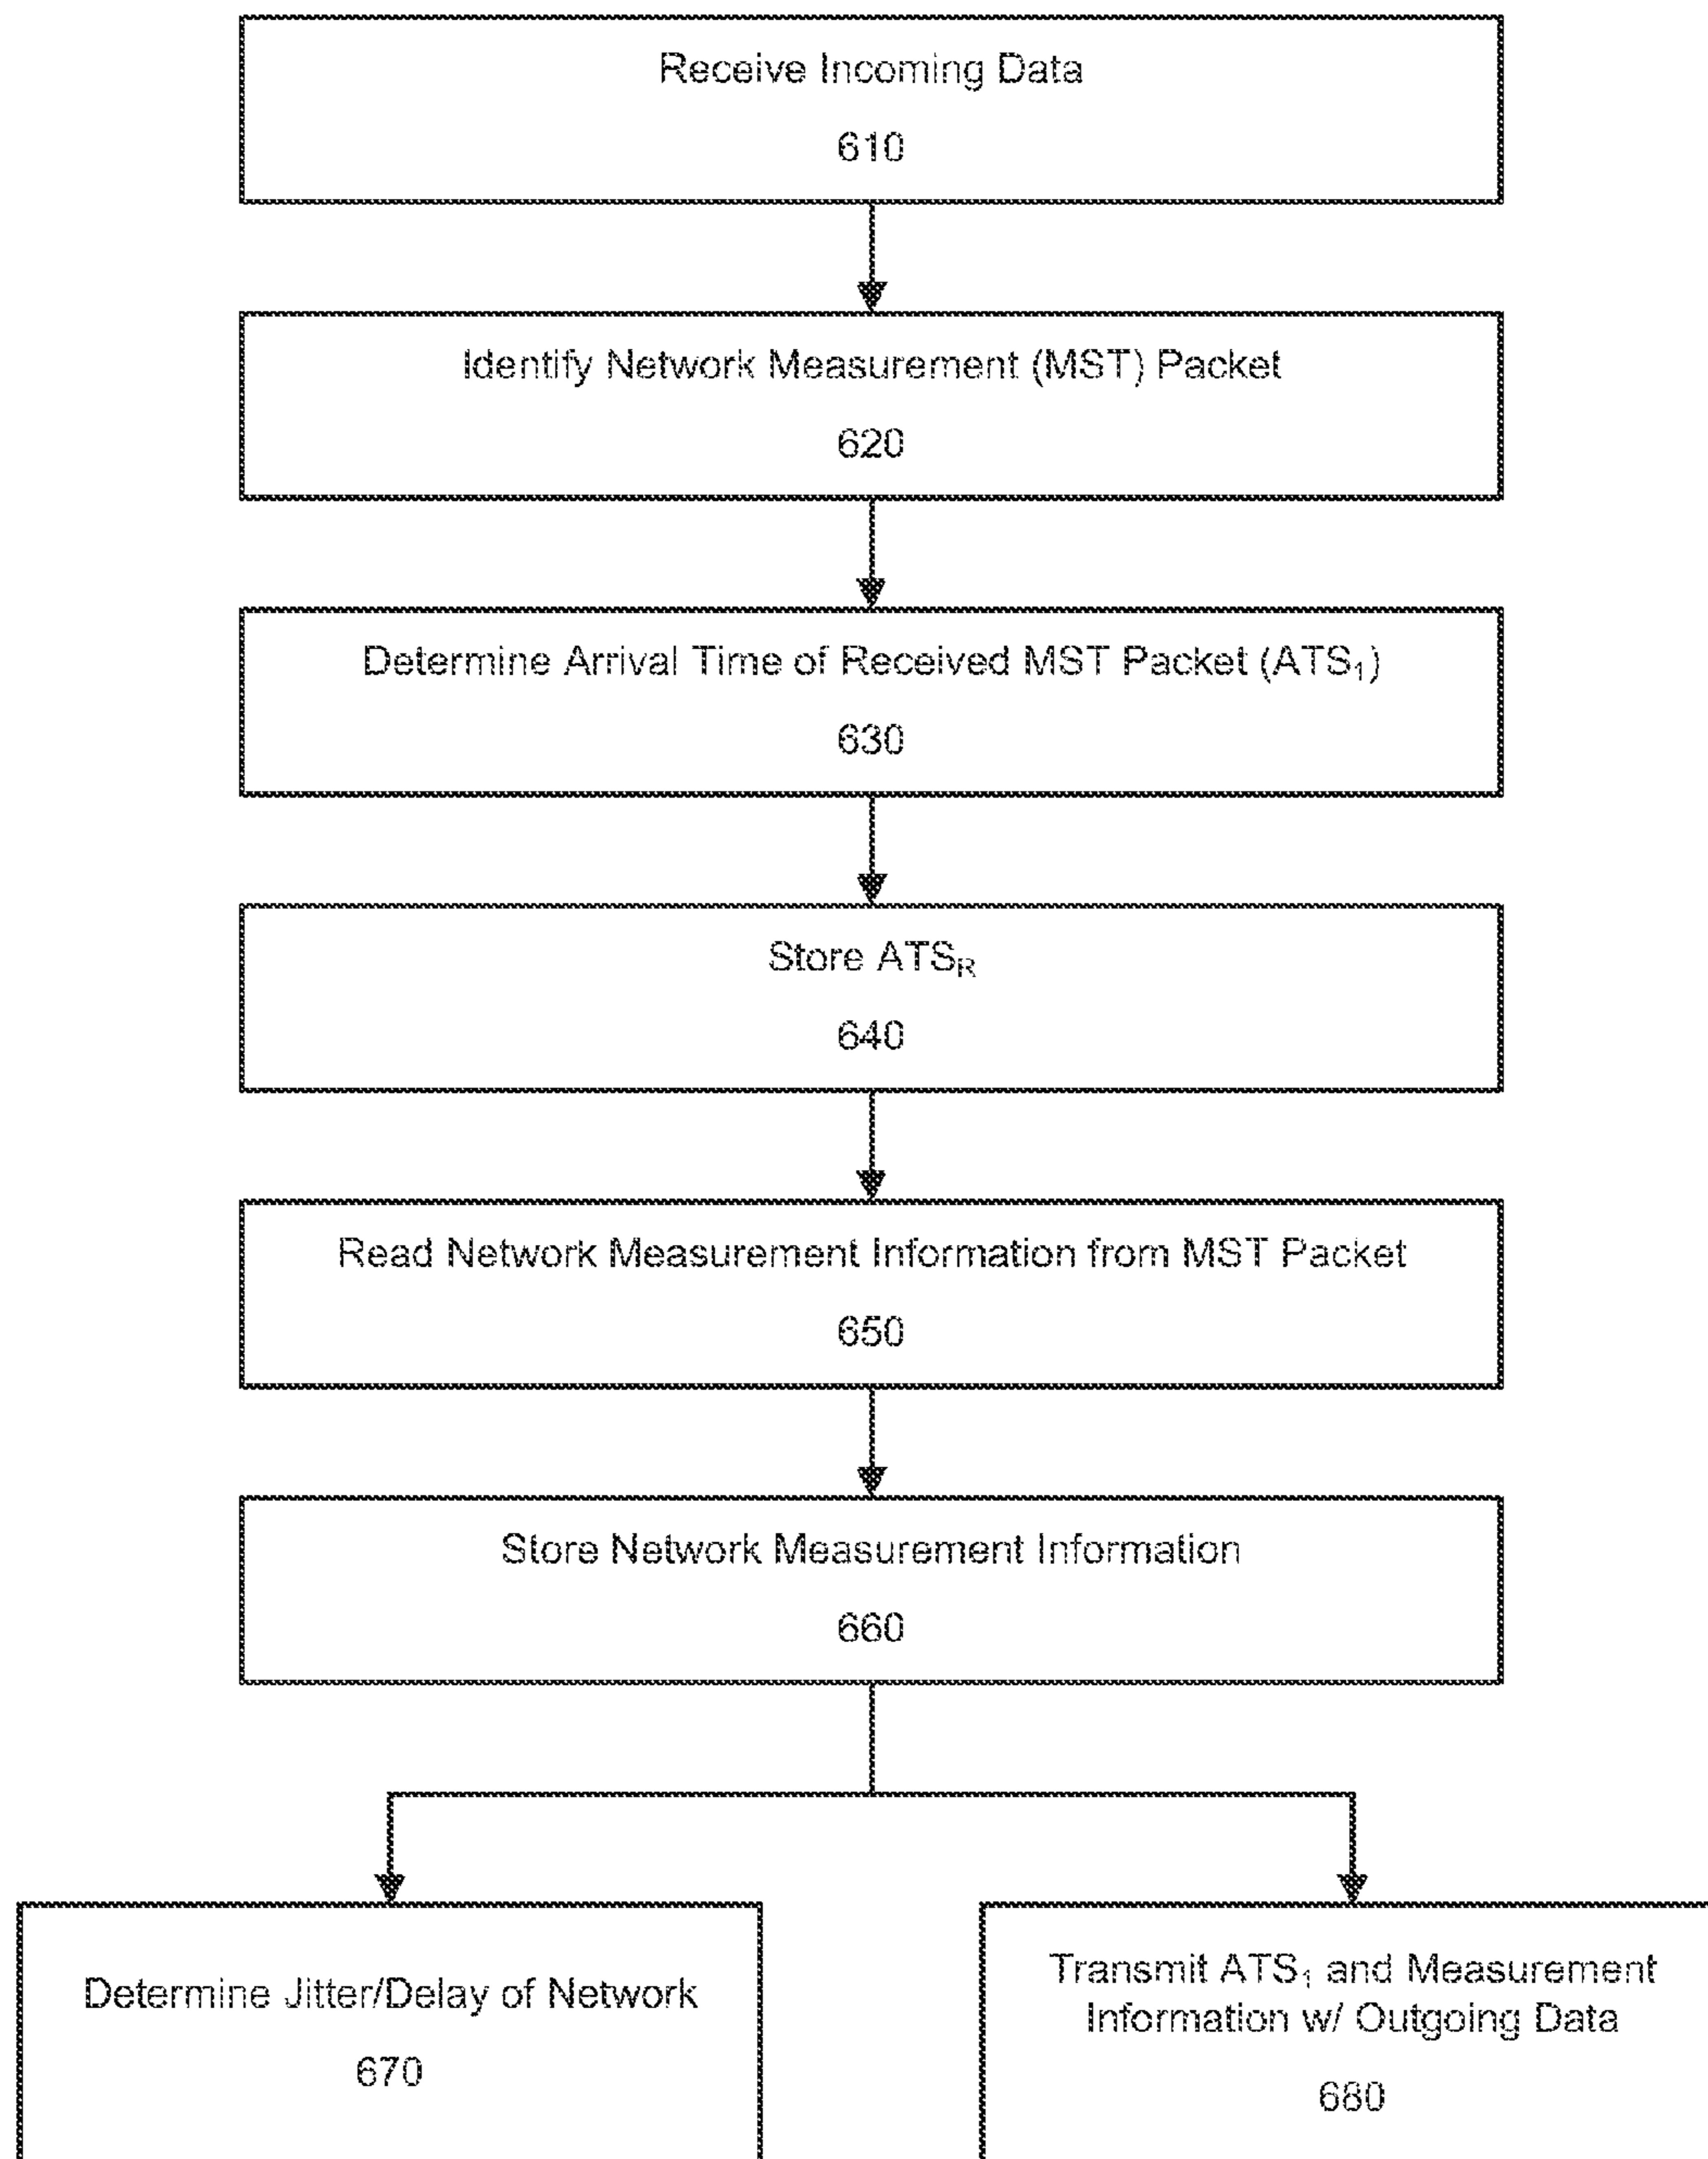 Receive Incoming Data
610
Identify Network Measurement (MST) Packet
620
Determine Arrival Time of Received MST Packet (ATS₁)
630
Store ATS_R
640
Read Network Measurement Information from MST Packet
650
Store Network Measurement Information
660
Determine Jitter/Delay of Network
670
Transmit ATS₁ and Measurement
Information w/ Outgoing Data
680